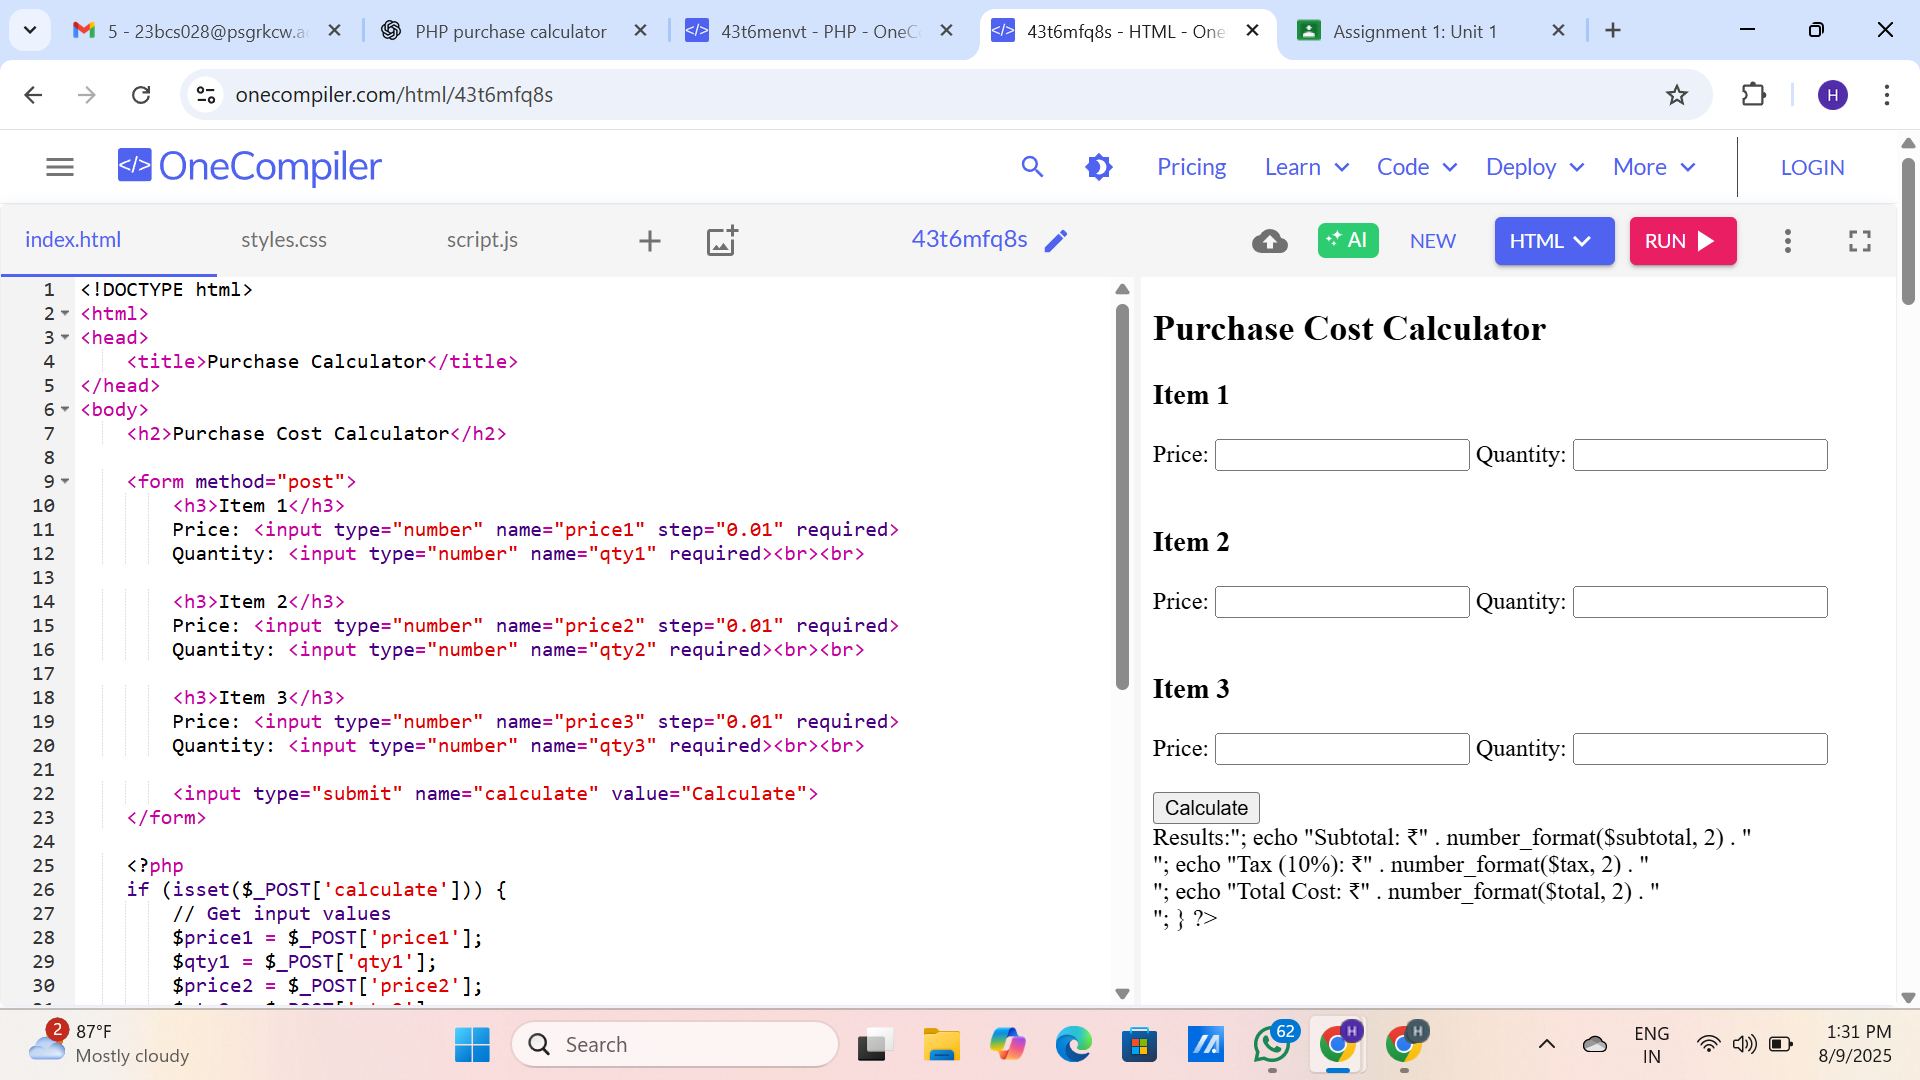 5 - 23bcs028@psgrkcw.a
PHP purchase calculator
43t6menvt - PHP - OneC
43t6mfq8s - HTML - One
Assignment 1: Unit 1
onecompiler.com/html/43t6mfq8s
H
</> OneCompiler
Pricing
Learn
Code
Deploy
More
LOGIN
index.html
styles.css
script.js
43t6mfq8s
AI
NEW
HTML
RUN
1 <!DOCTYPE html>
2 <html>
3 <head>
4 <title>Purchase Calculator</title>
5 </head>
6 <body>
7 <h2>Purchase Cost Calculator</h2>
8
9 <form method="post">
10 <h3>Item 1</h3>
11 Price: <input type="number" name="price1" step="0.01" required>
12 Quantity: <input type="number" name="qty1" required><br><br>
13
14 <h3>Item 2</h3>
15 Price: <input type="number" name="price2" step="0.01" required>
16 Quantity: <input type="number" name="qty2" required><br><br>
17
18 <h3>Item 3</h3>
19 Price: <input type="number" name="price3" step="0.01" required>
20 Quantity: <input type="number" name="qty3" required><br><br>
21
22 <input type="submit" name="calculate" value="Calculate">
23 </form>
24
25 <?php
26 if (isset($_POST['calculate'])) {
27 // Get input values
28 $price1 = $_POST['price1'];
29 $qty1 = $_POST['qty1'];
30 $price2 = $_POST['price2'];
Purchase Cost Calculator
Item 1
Price: Quantity:
Item 2
Price: Quantity:
Item 3
Price: Quantity:
Calculate
Results:"; echo "Subtotal: ₹" . number_format($subtotal, 2) . "
"; echo "Tax (10%): ₹" . number_format($tax, 2) . "
"; echo "Total Cost: ₹" . number_format($total, 2) . "
"; } ?>
2
87°F
Mostly cloudy
Search
62
H
H
ENG
IN
1:31 PM
8/9/2025